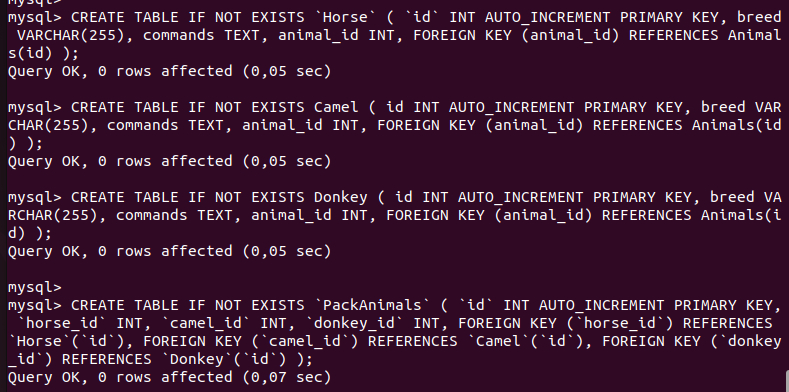 mysql>
mysql> CREATE TABLE IF NOT EXISTS `Horse` ( `id` INT AUTO_INCREMENT PRIMARY KEY, breed
 VARCHAR(255), commands TEXT, animal_id INT, FOREIGN KEY (animal_id) REFERENCES Animal
s(id) );
Query OK, 0 rows affected (0,05 sec)

mysql> CREATE TABLE IF NOT EXISTS Camel ( id INT AUTO_INCREMENT PRIMARY KEY, breed VAR
CHAR(255), commands TEXT, animal_id INT, FOREIGN KEY (animal_id) REFERENCES Animals(id
) );
Query OK, 0 rows affected (0,05 sec)

mysql> CREATE TABLE IF NOT EXISTS Donkey ( id INT AUTO_INCREMENT PRIMARY KEY, breed VA
RCHAR(255), commands TEXT, animal_id INT, FOREIGN KEY (animal_id) REFERENCES Animals(i
d) );
Query OK, 0 rows affected (0,05 sec)

mysql>
mysql> CREATE TABLE IF NOT EXISTS `PackAnimals` ( `id` INT AUTO_INCREMENT PRIMARY KEY,
 `horse_id` INT, `camel_id` INT, `donkey_id` INT, FOREIGN KEY (`horse_id`) REFERENCES 
`Horse`(`id`), FOREIGN KEY (`camel_id`) REFERENCES `Camel`(`id`), FOREIGN KEY (`donkey
_id`) REFERENCES `Donkey`(`id`) );
Query OK, 0 rows affected (0,07 sec)